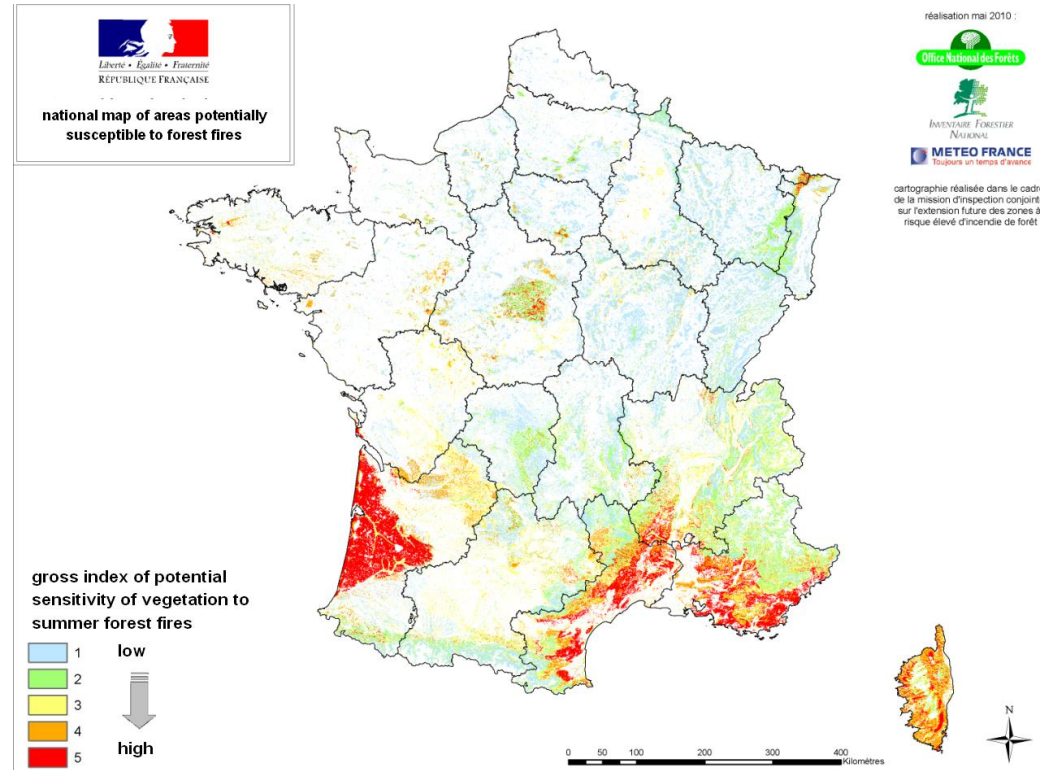 Liberté • Égalité • Fraternité
RÉPUBLIQUE FRANÇAISE
national map of areas potentially
susceptible to forest fires
réalisation mai 2010 :
Office National des Forêts
INVENTAIRE FORESTIER
NATIONAL
METEO FRANCE
Toujours un temps d'avance
cartographie réalisée dans le cadre
de la mission d'inspection conjointe
sur l'extension future des zones à
risque élevé d'incendie de forêt
gross index of potential
sensitivity of vegetation to
summer forest fires
1 low
2
3
4
5 high
N
0 50 100 200 300 400
Kilométres